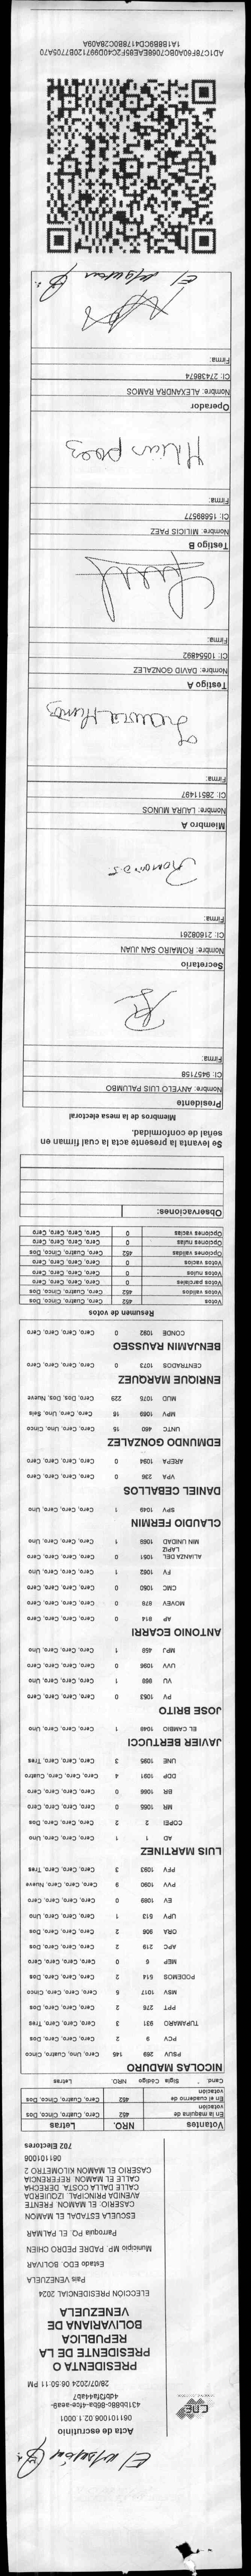 El Mamón
Acta de escrutinio
061101006.02.1.0001
431bb88c-86ba-4fce-aea9-
4dbf3fa44ab7
28/07/2024 06:50:11 PM
CNE
PRESIDENTE O
PRESIDENTE DE LA
REPUBLICA
BOLIVARIANA DE
VENEZUELA
ELECCIÓN PRESIDENCIAL 2024
País VENEZUELA
Estado EDO. BOLIVAR
Municipio MP. PADRE PEDRO CHIEN
Parroquia PQ. EL PALMAR
ESCUELA ESTADAL EL MAMON
CASERIO. EL MAMON. FRENTE
AVENIDA PRINCIPAL. IZQUIERDA
CALLE DALLA COSTA. DERECHA
CALLE EL MAMON. REFERENCIA
CASERIO EL MAMON KILOMETRO 2
061101006
702 Electores
Votantes NRO. Letras
En la máquina de votación 452 Cero, Cuatro, Cinco, Dos
En el cuaderno de votación 452 Cero, Cuatro, Cinco, Dos
Cand. Sigla Código NRO. Letras
NICOLAS MADURO
PSUV 269 145 Cero, Uno, Cuatro, Cinco
PCV 9 2 Cero, Cero, Cero, Dos
TUPAMARO 931 3 Cero, Cero, Cero, Tres
PPT 276 2 Cero, Cero, Cero, Dos
MSV 1017 5 Cero, Cero, Cero, Cinco
PODEMOS 614 2 Cero, Cero, Cero, Dos
MEP 6 0 Cero, Cero, Cero, Cero
APC 219 2 Cero, Cero, Cero, Dos
ORA 906 2 Cero, Cero, Cero, Dos
UPV 613 1 Cero, Cero, Cero, Uno
EV 1089 0 Cero, Cero, Cero, Cero
PVV 1090 9 Cero, Cero, Cero, Nueve
PFV 1093 3 Cero, Cero, Cero, Tres
LUIS MARTINEZ
AD 1 1 Cero, Cero, Cero, Uno
COPEI 2 2 Cero, Cero, Cero, Dos
MR 1055 0 Cero, Cero, Cero, Cero
BR 1066 0 Cero, Cero, Cero, Cero
DDP 1091 4 Cero, Cero, Cero, Cuatro
UNE 1095 3 Cero, Cero, Cero, Tres
JAVIER BERTUCCI
EL CAMBIO 1048 1 Cero, Cero, Cero, Uno
JOSE BRITO
PV 1053 0 Cero, Cero, Cero, Cero
VU 989 1 Cero, Cero, Cero, Uno
UVV 1096 0 Cero, Cero, Cero, Cero
MPJ 458 1 Cero, Cero, Cero, Uno
ANTONIO ECARRI
AP 814 0 Cero, Cero, Cero, Cero
MOVEV 878 0 Cero, Cero, Cero, Cero
CMC 1050 0 Cero, Cero, Cero, Cero
FV 1062 1 Cero, Cero, Cero, Uno
ALIANZA DEL LAPIZ 1051 0 Cero, Cero, Cero, Cero
MIN UNIDAD 1088 1 Cero, Cero, Cero, Uno
CLAUDIO FERMIN
SPV 1049 1 Cero, Cero, Cero, Uno
DANIEL CEBALLOS
VPA 236 0 Cero, Cero, Cero, Cero
AREPA 1094 0 Cero, Cero, Cero, Cero
EDMUNDO GONZALEZ
UNTC 460 15 Cero, Cero, Uno, Cinco
MPV 1069 16 Cero, Cero, Uno, Seis
MUD 1075 229 Cero, Dos, Dos, Nueve
ENRIQUE MARQUEZ
CENTRADOS 1073 0 Cero, Cero, Cero, Cero
BENJAMIN RAUSSEO
CONDE 1082 0 Cero, Cero, Cero, Cero
Resumen de votos
Votos 452 Cero, Cuatro, Cinco, Dos
Votos válidos 452 Cero, Cuatro, Cinco, Dos
Votos parciales 0 Cero, Cero, Cero, Cero
Votos nulos 0 Cero, Cero, Cero, Cero
Votos vacíos 0 Cero, Cero, Cero, Cero
Opciones válidas 452 Cero, Cuatro, Cinco, Dos
Opciones nulas 0 Cero, Cero, Cero, Cero
Opciones vacías 0 Cero, Cero, Cero, Cero
Observaciones:
Se levanta la presente acta la cual firman en
señal de conformidad.
Miembros de la mesa electoral
Presidente
Nombre: ANYELO LUIS PALUMBO
CI: 9457158
Firma:
Secretario
Nombre: ROMAIRO SAN JUAN
CI: 21608261
Firma:
Miembro A
Nombre: LAURA MUNOS
CI: 28511497
Firma:
Laura Munos
Testigo A
Nombre: DAVID GONZALEZ
CI: 10554892
Firma:
Testigo B
Nombre: MILICIS PAEZ
CI: 15689577
Firma:
Operador
Nombre: ALEXANDRA RAMOS
CI: 27438674
Firma:
AD1C78F60A0BC7068EAE85F2C40D997120B77D5A70
1A18BB9CD4178B0C28A09A